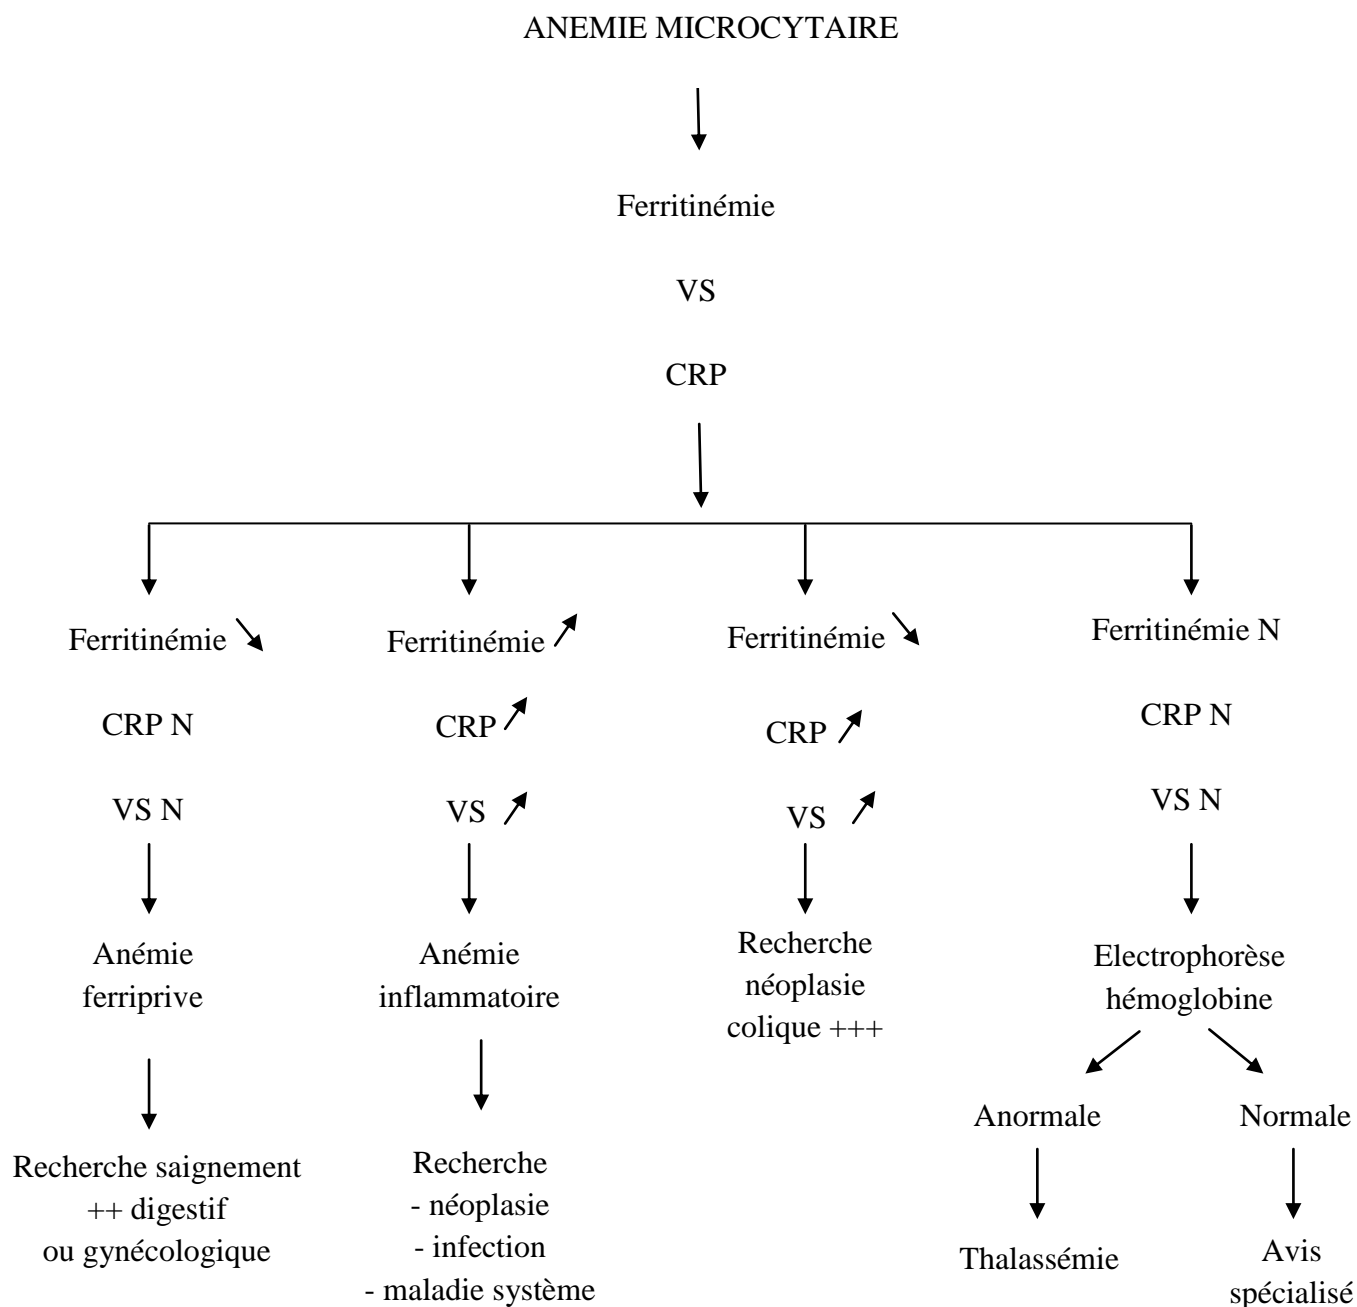 ANEMIE MICROCYTAIRE
Ferritinémie
VS
CRP
Ferritinémie
CRP N
VS N
Anémie
ferriprive
Recherche saignement
++ digestif
ou gynécologique
Ferritinémie
CRP
VS
Anémie
inflammatoire
Recherche
- néoplasie
- infection
- maladie système
Ferritinémie
CRP
VS
Recherche
néoplasie
colique +++
Ferritinémie N
CRP N
VS N
Electrophorèse
hémoglobine
Anormale
Thalassémie
Normale
Avis
spécialisé